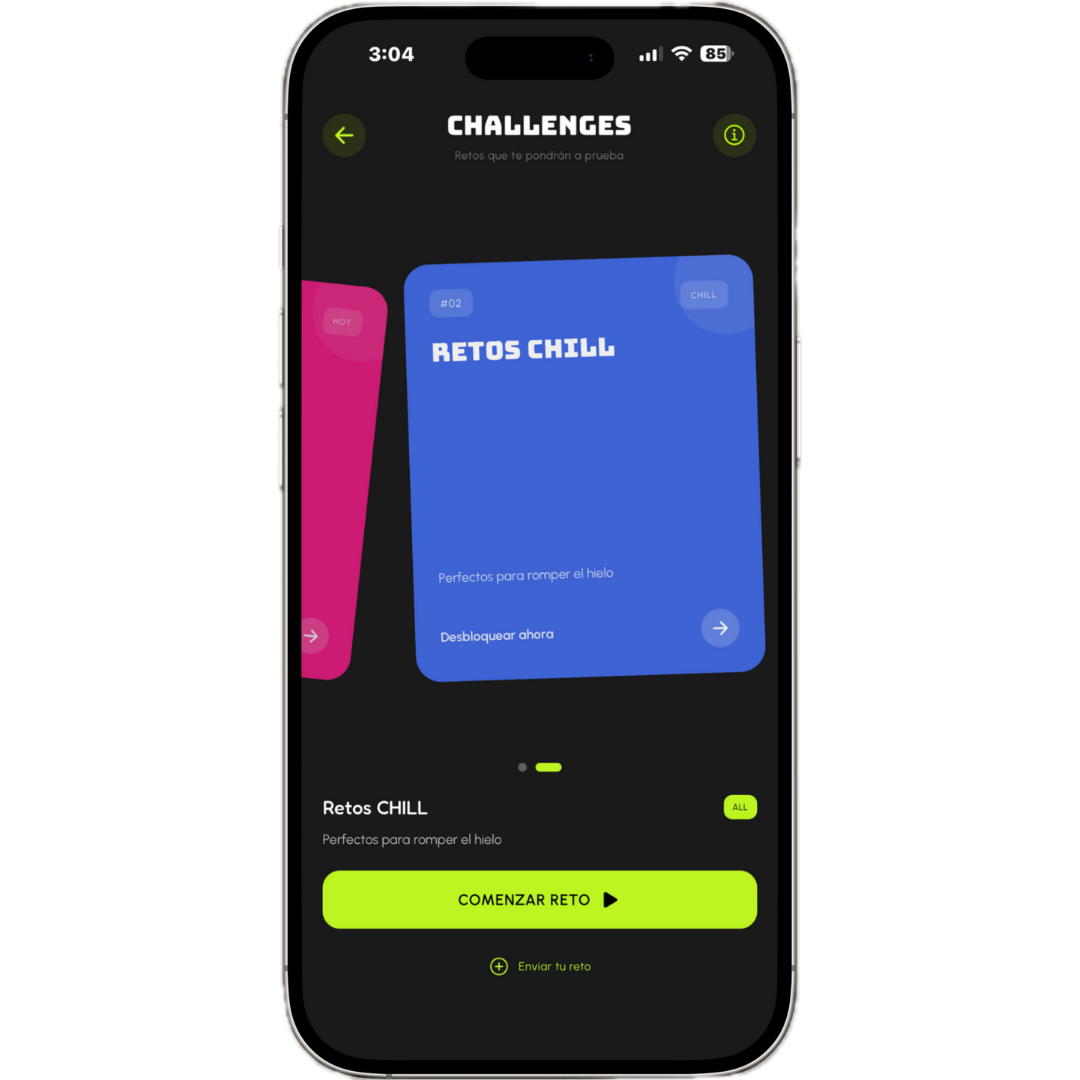 3:04
85
CHALLENGES
Retos que te pondrán a prueba
HOT
#02
CHILL
RETOS CHILL
Perfectos para romper el hielo
Desbloquear ahora
Retos CHILL
ALL
Perfectos para romper el hielo
COMENZAR RETO
Enviar tu reto